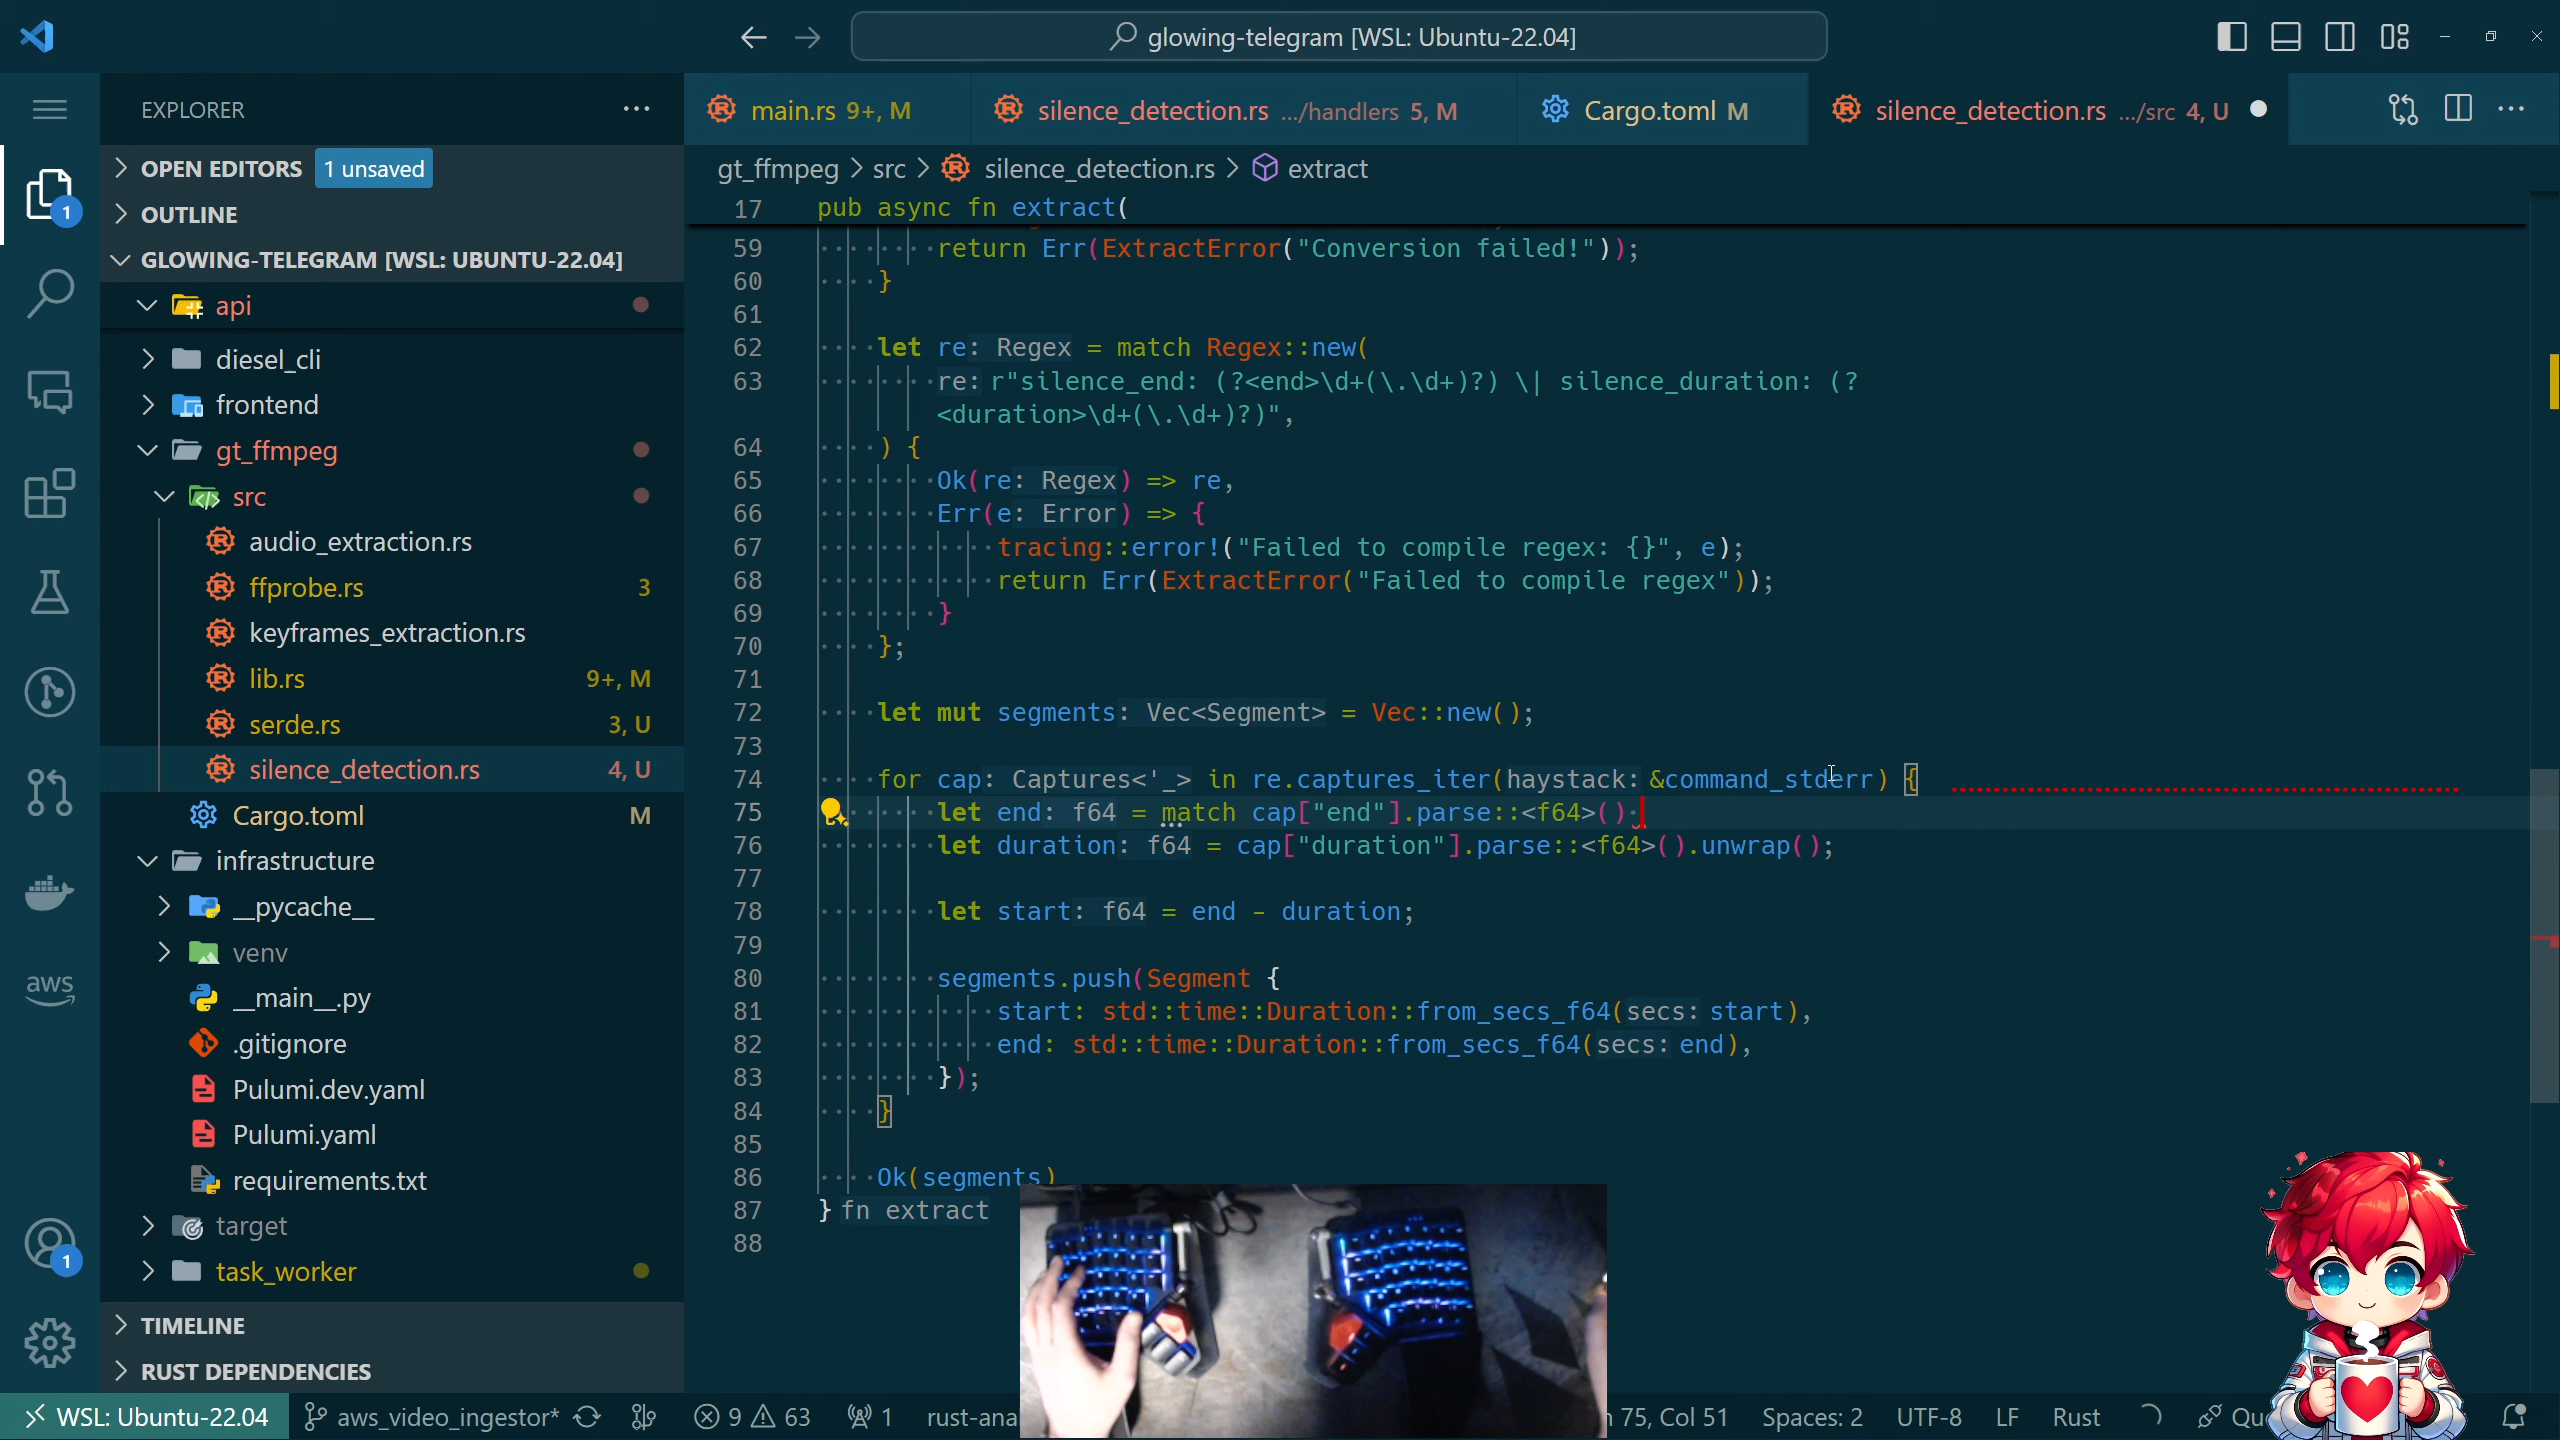 glowing-telegram [WSL: Ubuntu-22.04]
EXPLORER
main.rs 9+, M
silence_detection.rs .../handlers 5, M
Cargo.toml M
silence_detection.rs .../src 4, U
OPEN EDITORS 1 unsaved
OUTLINE
GLOWING-TELEGRAM [WSL: UBUNTU-22.04]
api
diesel_cli
frontend
gt_ffmpeg
src
audio_extraction.rs
ffprobe.rs 3
keyframes_extraction.rs
lib.rs 9+, M
serde.rs 3, U
silence_detection.rs 4, U
Cargo.toml M
infrastructure
__pycache__
venv
__main__.py
.gitignore
Pulumi.dev.yaml
Pulumi.yaml
requirements.txt
target
task_worker
TIMELINE
RUST DEPENDENCIES
1
1
aws
gt_ffmpeg > src > silence_detection.rs > extract
17 pub async fn extract(
59 return Err(ExtractError("Conversion failed!"));
60 }
61
62 let re: Regex = match Regex::new(
63 re: r"silence_end: (?<end>\d+(\.\d+)?) \| silence_duration: (?
<duration>\d+(\.\d+)?)",
64 ) {
65 Ok(re: Regex) => re,
66 Err(e: Error) => {
67 tracing::error!("Failed to compile regex: {}", e);
68 return Err(ExtractError("Failed to compile regex"));
69 }
70 };
71
72 let mut segments: Vec<Segment> = Vec::new();
73
74 for cap: Captures<'_> in re.captures_iter(haystack: &command_stderr) {
75 let end: f64 = match cap["end"].parse::<f64>()
76 let duration: f64 = cap["duration"].parse::<f64>().unwrap();
77
78 let start: f64 = end - duration;
79
80 segments.push(Segment {
81 start: std::time::Duration::from_secs_f64(secs: start),
82 end: std::time::Duration::from_secs_f64(secs: end),
83 });
84 }
85
86 Ok(segments)
87 } fn extract
88
WSL: Ubuntu-22.04 aws_video_ingestor* 9 63 1 rust-ana 75, Col 51 Spaces: 2 UTF-8 LF Rust